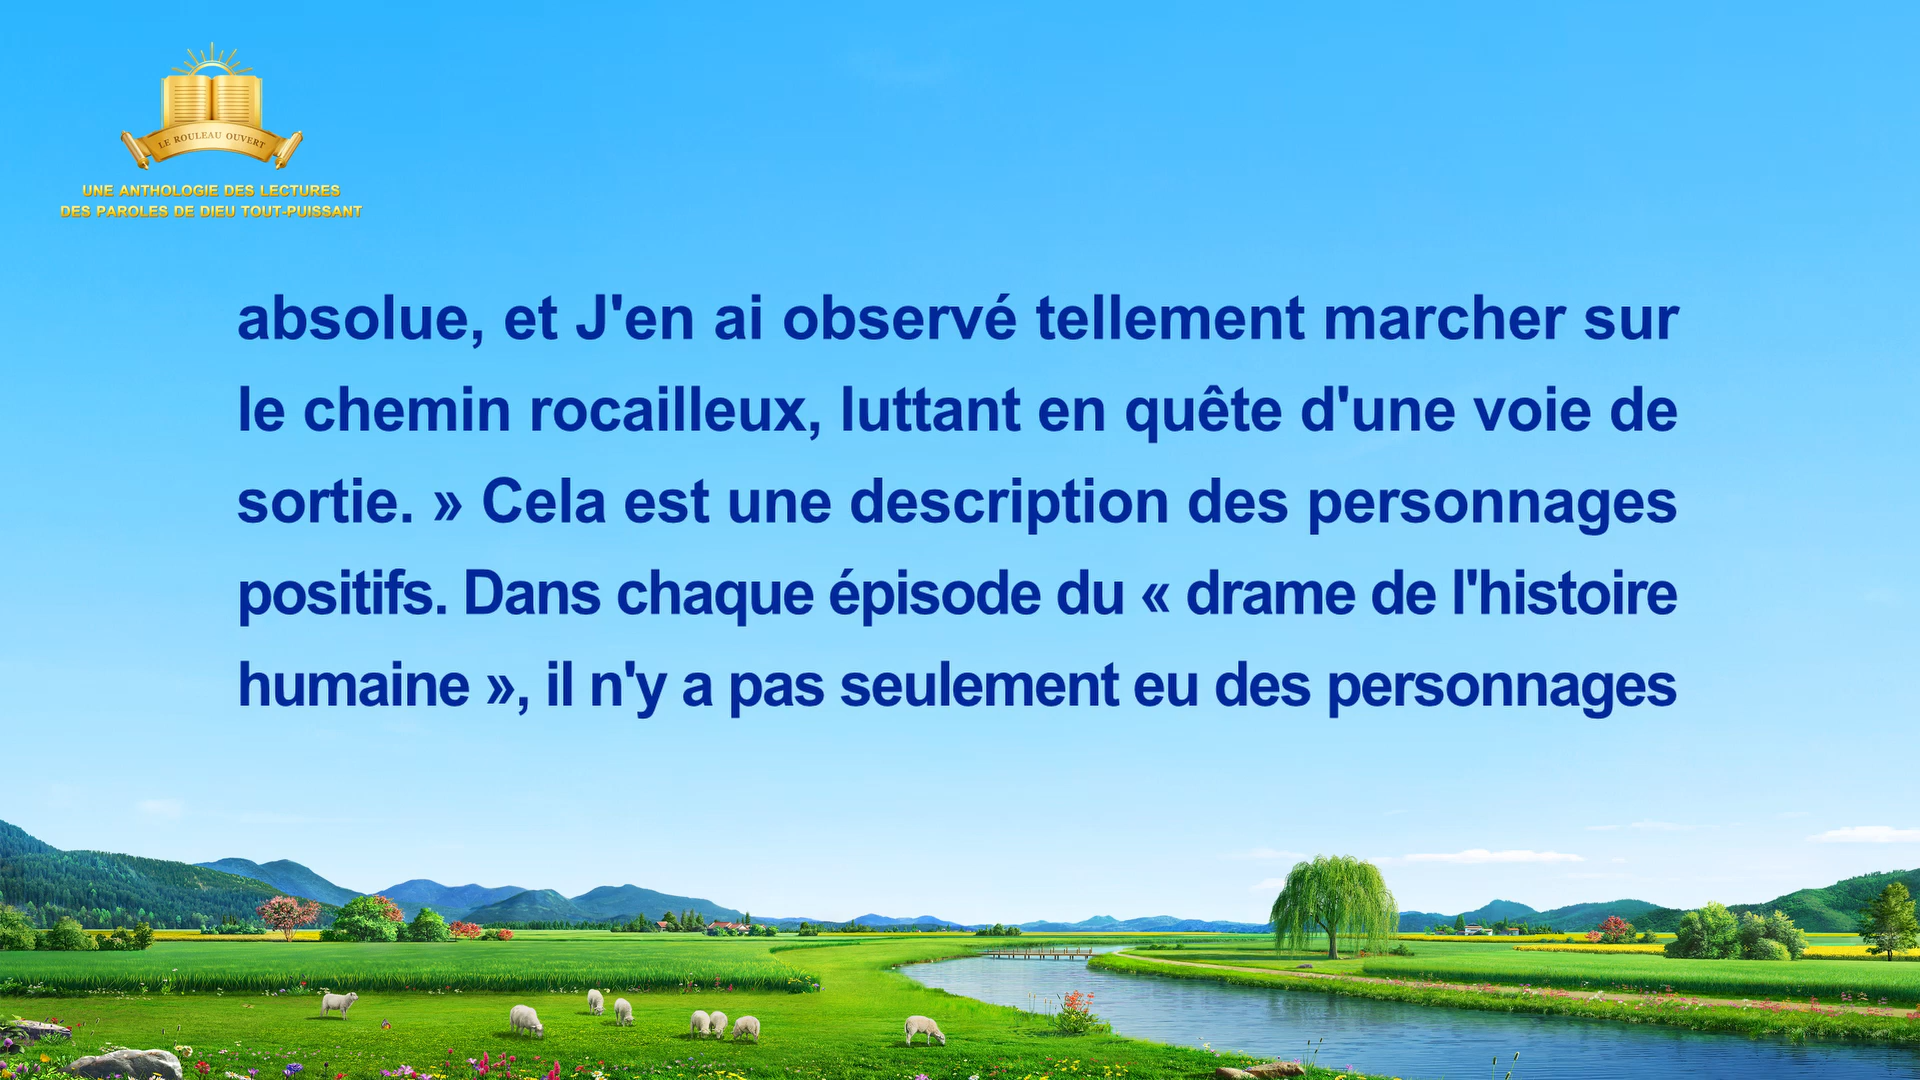 LE ROULEAU OUVERT
UNE ANTHOLOGIE DES LECTURES
DES PAROLES DE DIEU TOUT-PUISSANT
absolue, et J'en ai observé tellement marcher sur
le chemin rocailleux, luttant en quête d'une voie de
sortie. » Cela est une description des personnages
positifs. Dans chaque épisode du « drame de l'histoire
humaine », il n'y a pas seulement eu des personnages